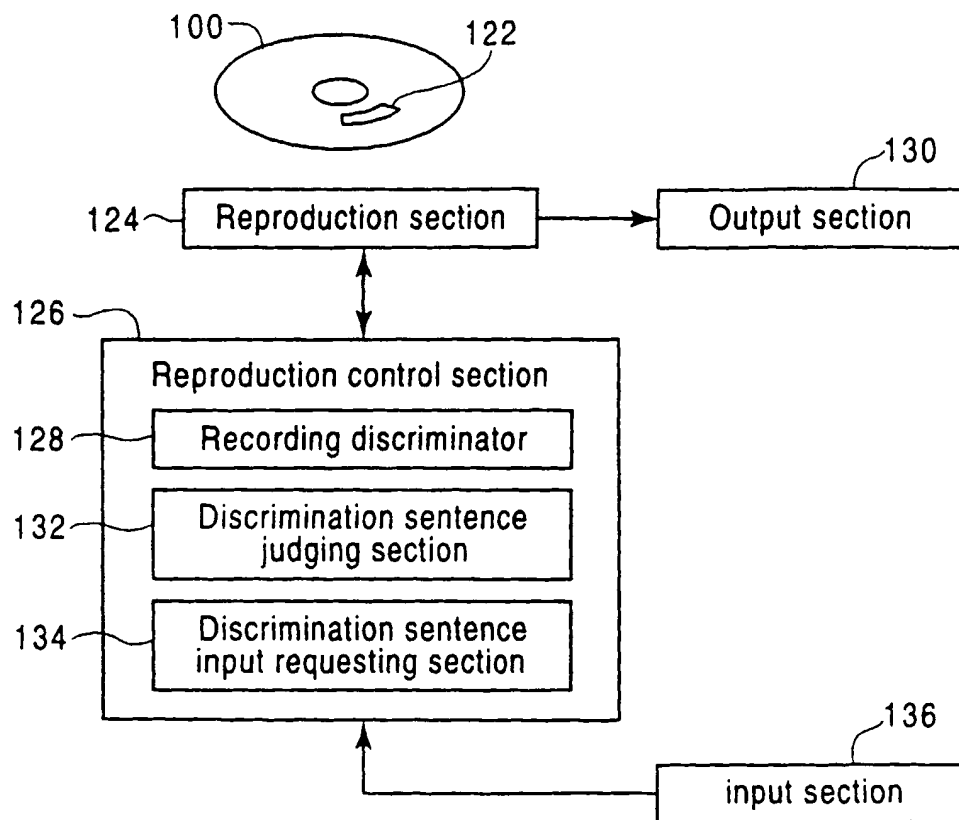 100
122
130
124
Reproduction section
Output section
126
Reproduction control section
128
Recording discriminator
132
Discrimination sentence
judging section
134
Discrimination sentence
input requesting section
136
input section